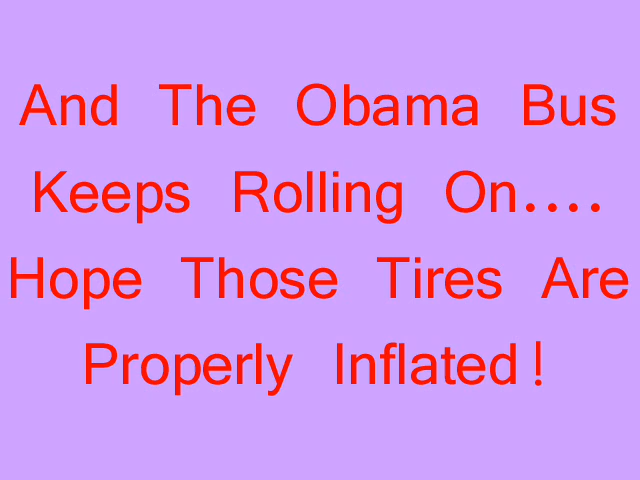 And The Obama Bus
Keeps Rolling On....
Hope Those Tires Are
Properly Inflated!